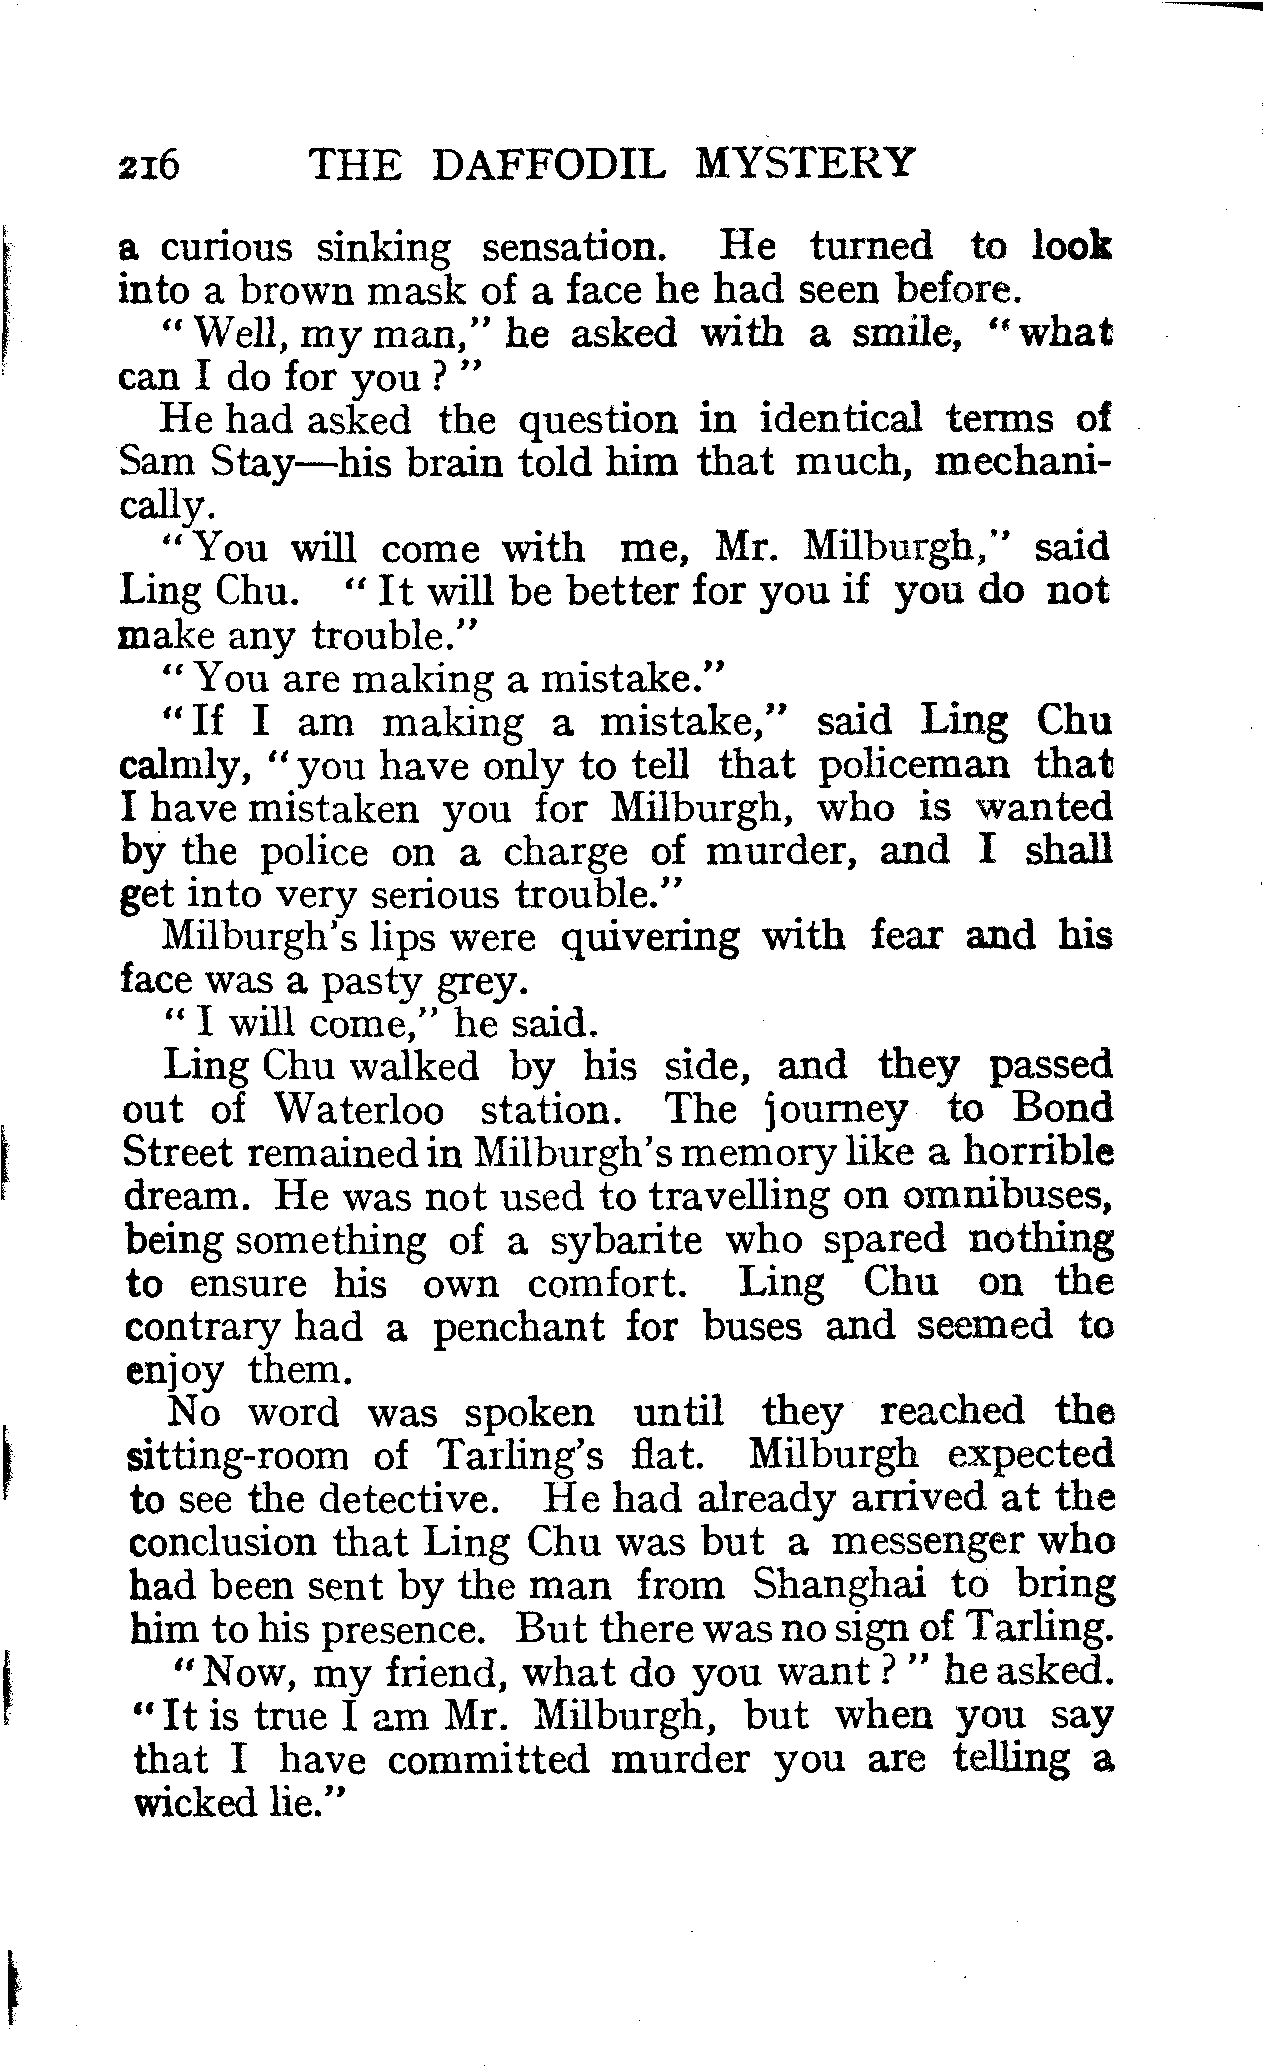 216 THE DAFFODIL MYSTERY
a curious sinking sensation. He turned to look
into a brown mask of a face he had seen before.
“ Well, my man,” he asked with a smile, “ what
can I do for you ? ”
He had asked the question in identical terms of
Sam Stay—his brain told him that much, mechani-
cally.
“ You will come with me, Mr. Milburgh,” said
Ling Chu. “ It will be better for you if you do not
make any trouble.”
“ You are making a mistake.”
“ If I am making a mistake,” said Ling Chu
calmly, “ you have only to tell that policeman that
I have mistaken you for Milburgh, who is wanted
by the police on a charge of murder, and I shall
get into very serious trouble.”
Milburgh’s lips were quivering with fear and his
face was a pasty grey.
“ I will come,” he said.
Ling Chu walked by his side, and they passed
out of Waterloo station. The journey to Bond
Street remained in Milburgh’s memory like a horrible
dream. He was not used to travelling on omnibuses,
being something of a sybarite who spared nothing
to ensure his own comfort. Ling Chu on the
contrary had a penchant for buses and seemed to
enjoy them.
No word was spoken until they reached the
sitting-room of Tarling’s flat. Milburgh expected
to see the detective. He had already arrived at the
conclusion that Ling Chu was but a messenger who
had been sent by the man from Shanghai to bring
him to his presence. But there was no sign of Tarling.
“ Now, my friend, what do you want ? ” he asked.
“ It is true I am Mr. Milburgh, but when you say
that I have committed murder you are telling a
wicked lie.”